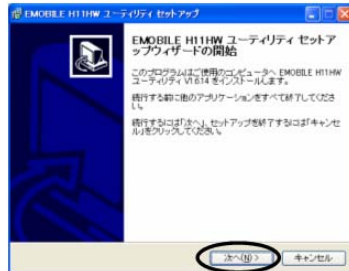 EMOBILE H11HW ユーティリティ セットアップ
EMOBILE H11HW ユーティリティ セットア
ップウィザードの開始
このプログラムはご使用のコンピュータへ EMOBILE H11HW
ユーティリティ V1.6.14 をインストールします。
続行する前に他のアプリケーションをすべて終了してくださ
い。
続行するには「次へ」、セットアップを終了するには「キャンセ
ル」をクリックしてください。
次へ(N) >
キャンセル